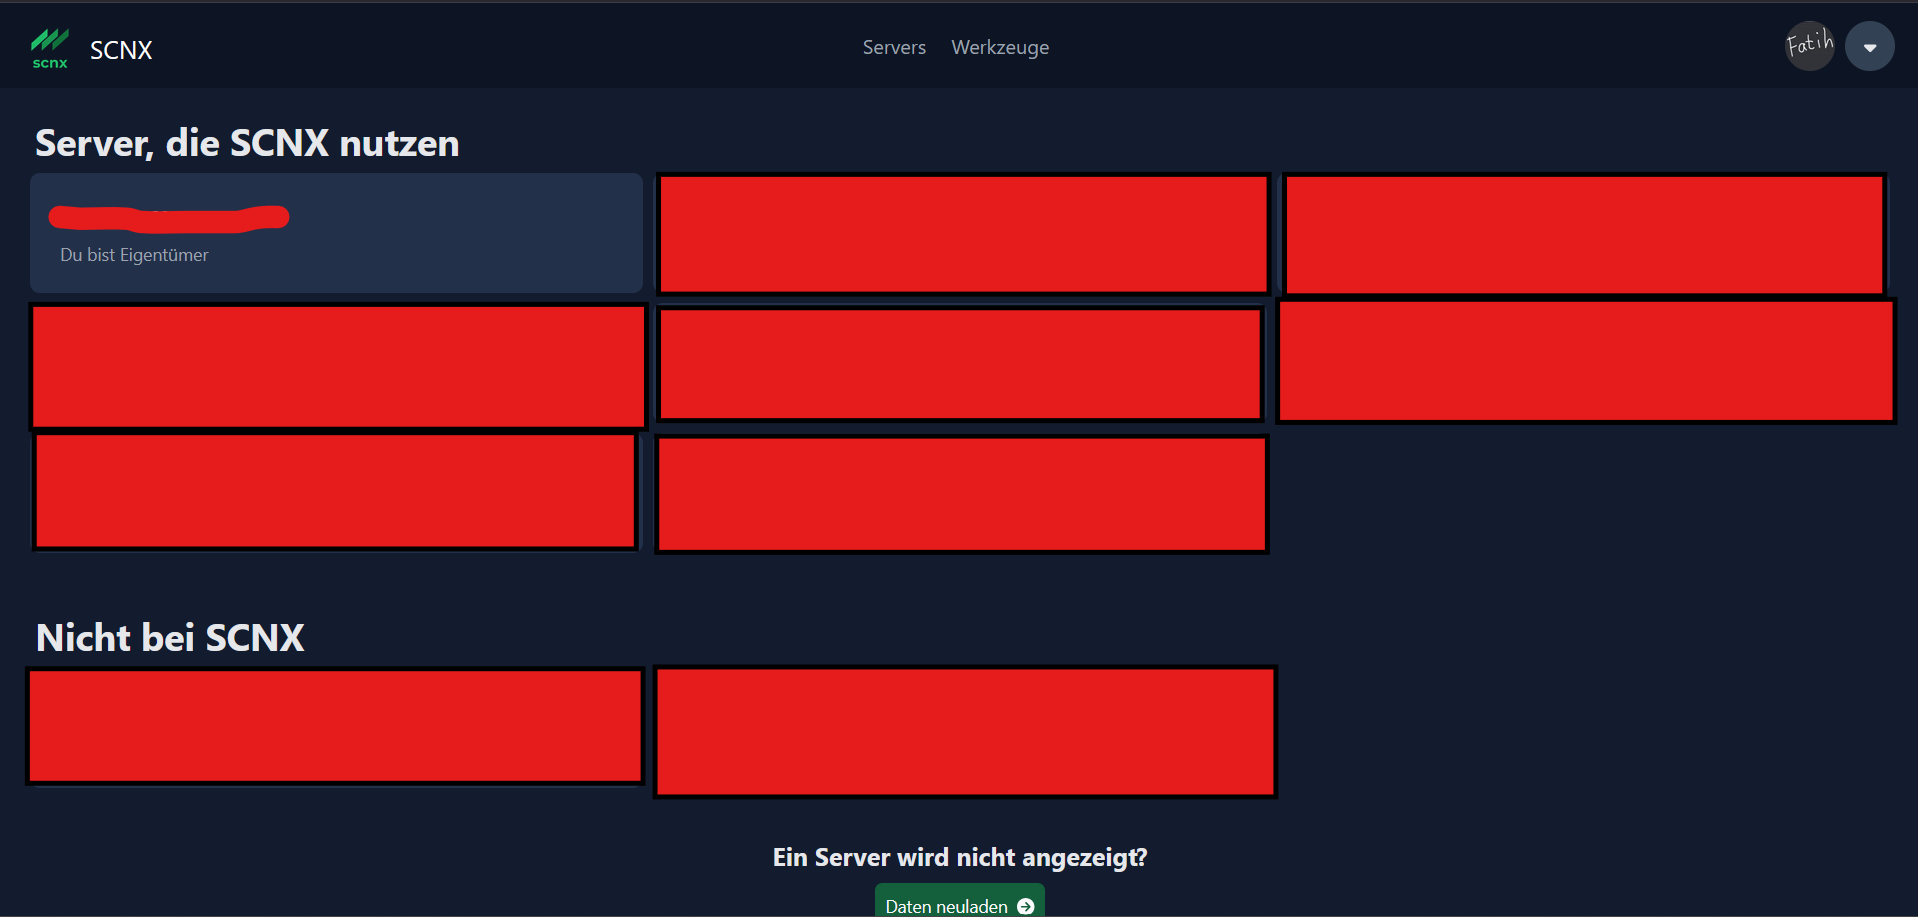 scnx
SCNX
Servers
Werkzeuge
Fatih
Server, die SCNX nutzen
Du bist Eigentümer
Nicht bei SCNX
Ein Server wird nicht angezeigt?
Daten neuladen